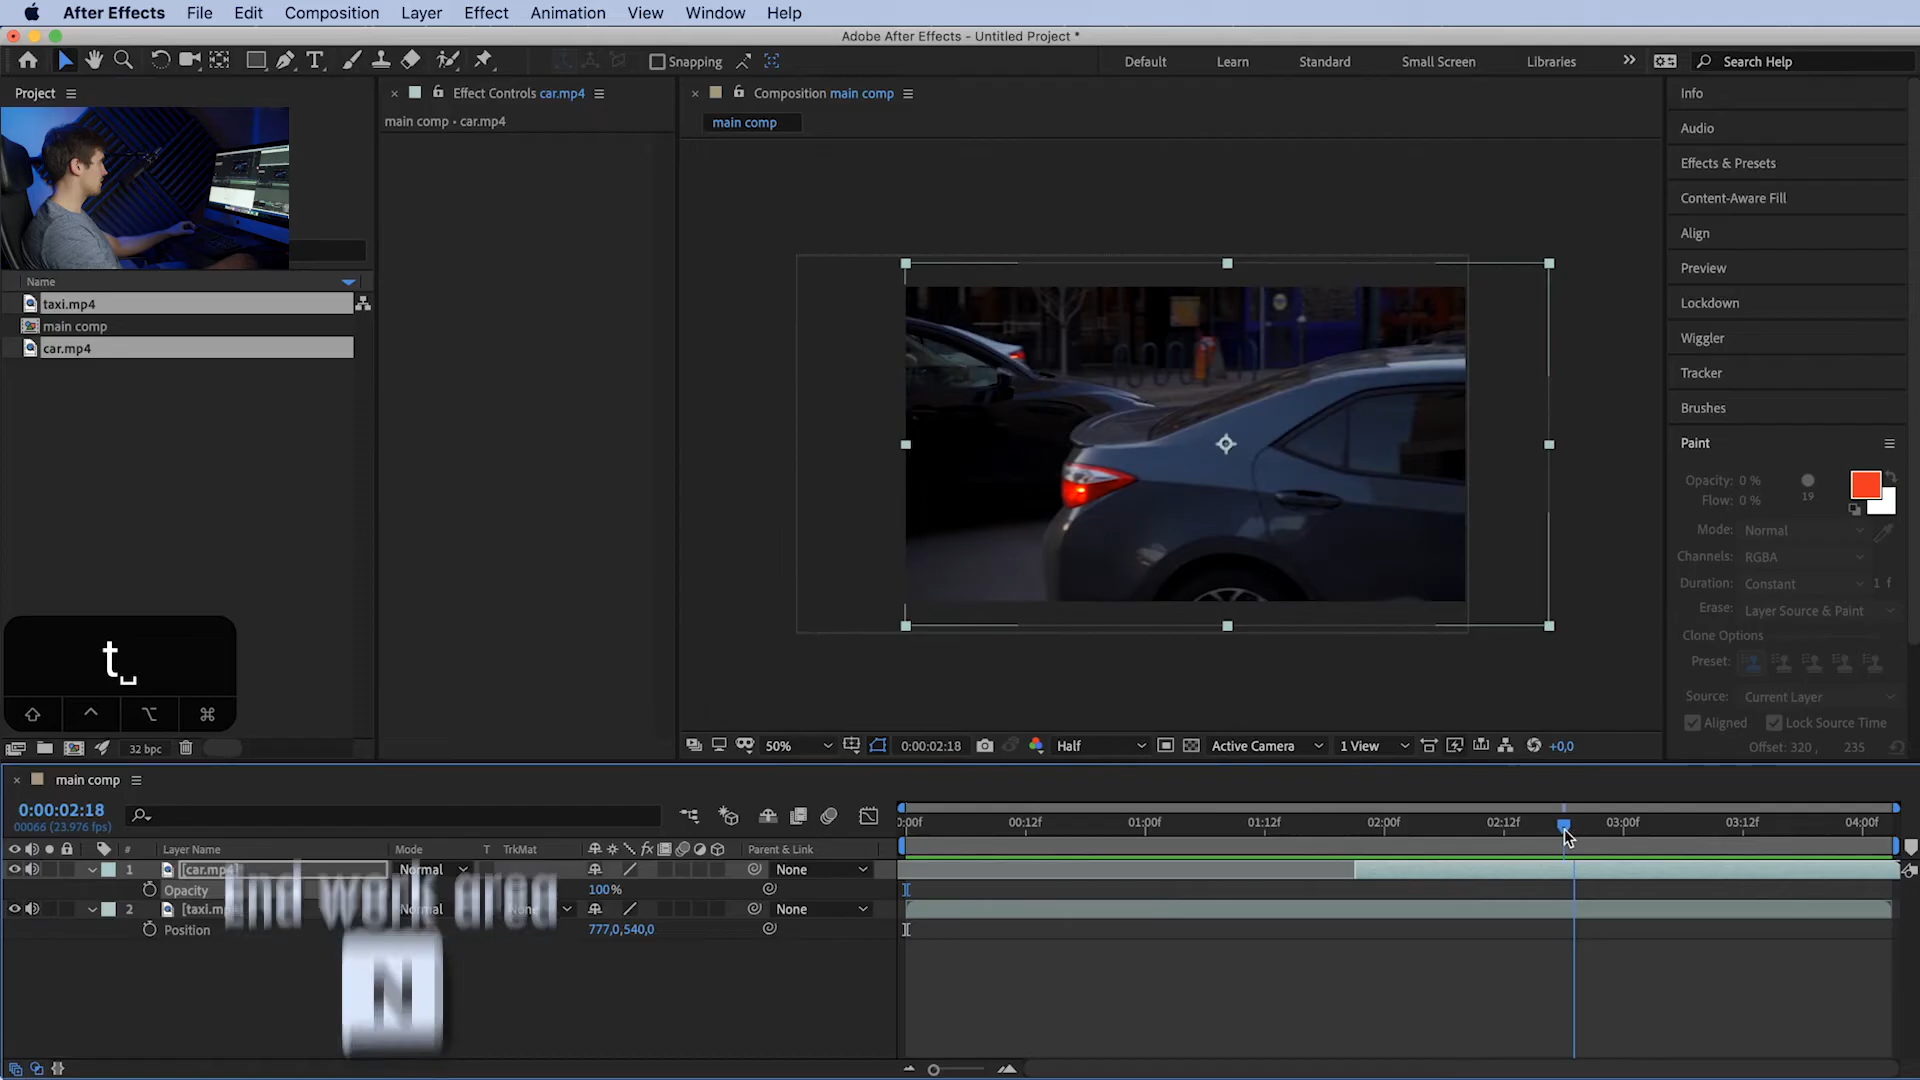 After Effects File Edit Composition Layer Effect Animation View Window Help
Adobe After Effects - Untitled Project *
Snapping Default Learn Standard Small Screen Libraries Search Help
Project
Effect Controls car.mp4
main comp • car.mp4
Composition main comp
main comp
Name
taxi.mp4
main comp
car.mp4
Info
Audio
Effects & Presets
Content-Aware Fill
Align
Preview
Lockdown
Wiggler
Tracker
Brushes
Paint
Opacity: 0 %
Flow: 0 %
19
Mode: Normal
Channels: RGBA
Duration: Constant 1 f
Erase: Layer Source & Paint
Clone Options
Preset:
Source: Current Layer
Aligned Lock Source Time
Offset: 320 , 235
t
32 bpc
50% 0:00:02:18 Half Active Camera 1 View +0,0
main comp
0:00:02:18
00066 (23.976 fps)
:00f 00:12f 01:00f 01:12f 02:00f 02:12f 03:00f 03:12f 04:00f
# Layer Name Mode T TrkMat Parent & Link
1 [car.mp4] Normal None
Opacity 100%
2 [taxi.mp Normal None None
Position 777,0,540,0
End work area
N